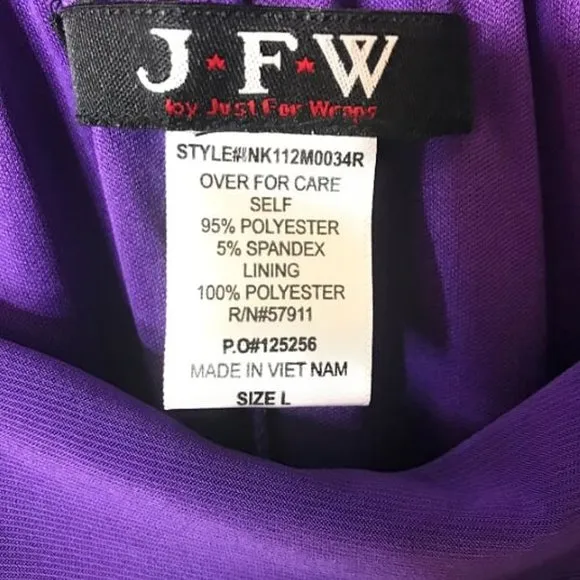 J★F★W
by Just For Wraps
STYLE#:NK112M0034R
OVER FOR CARE
SELF
95% POLYESTER
5% SPANDEX
LINING
100% POLYESTER
R/N#57911
P.O#125256
MADE IN VIET NAM
SIZE L